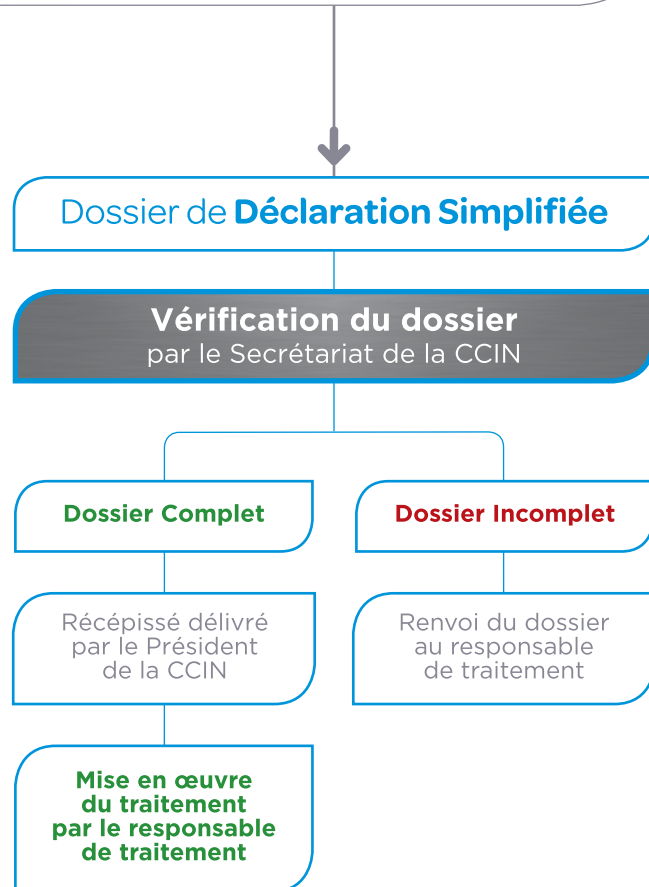 Dossier de Déclaration Simplifiée
Vérification du dossier
par le Secrétariat de la CCIN
Dossier Complet
Dossier Incomplet
Récépissé délivré
par le Président
de la CCIN
Renvoi du dossier
au responsable
de traitement
Mise en œuvre
du traitement
par le responsable
de traitement